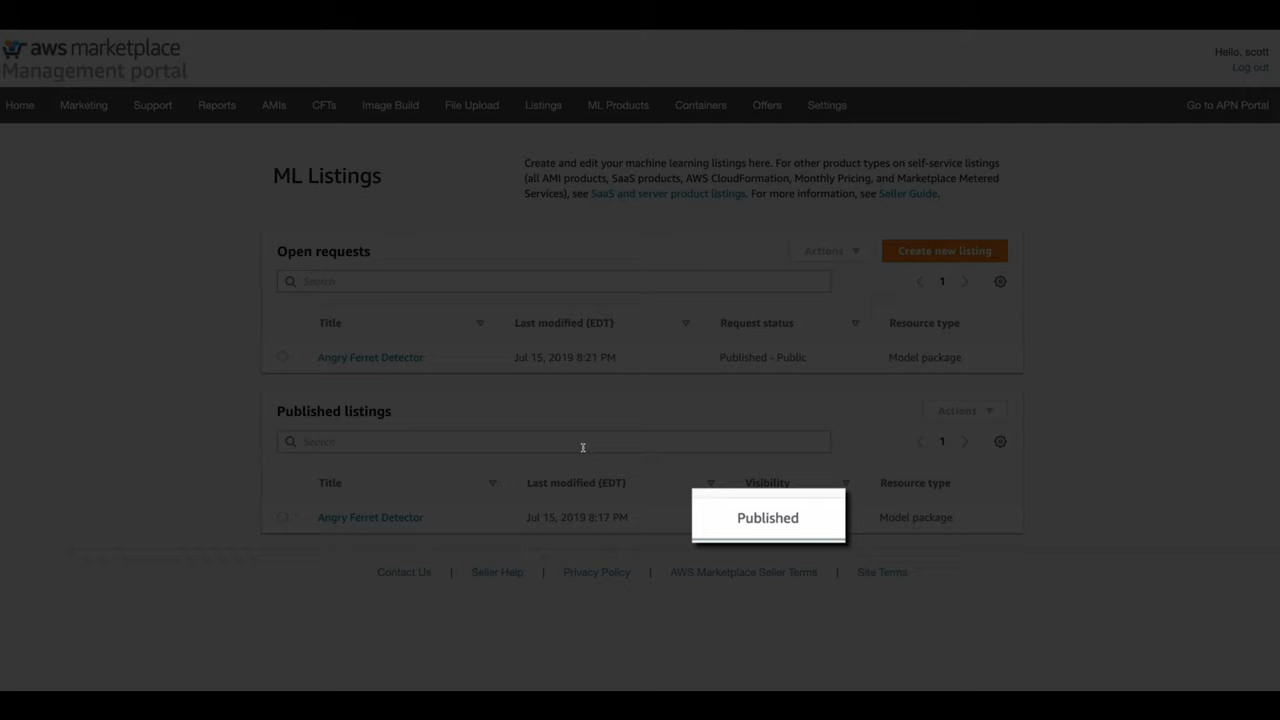 aws marketplace
Management portal
Hello, scott
Log out
Home Marketing Support Reports AMIs CFTs Image Build File Upload Listings ML Products Containers Offers Settings Go to APN Portal
ML Listings
Create and edit your machine learning listings here. For other product types on self-service listings
(all AMI products, SaaS products, AWS CloudFormation, Monthly Pricing, and Marketplace Metered
Services), see SaaS and server product listings. For more information, see Seller Guide.
Open requests Actions Create new listing
Search 1
Title Last modified (EDT) Request status Resource type
Angry Ferret Detector Jul 15, 2019 8:21 PM Published - Public Model package
Published listings Actions
Search 1
Title Last modified (EDT) Visibility Resource type
Angry Ferret Detector Jul 15, 2019 8:17 PM Published Model package
Contact Us | Seller Help | Privacy Policy | AWS Marketplace Seller Terms | Site Terms